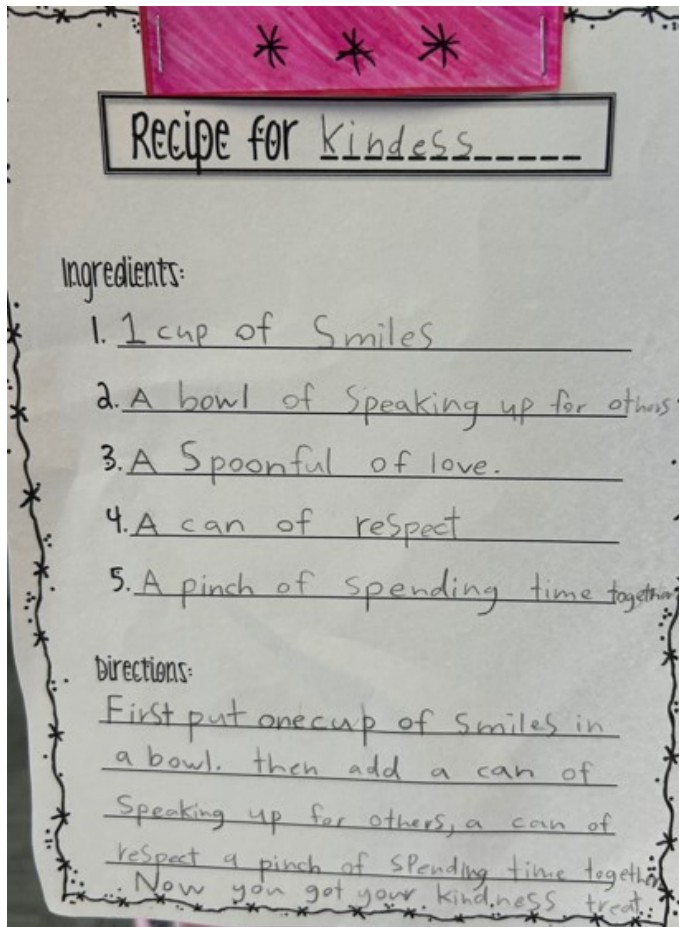 Recipe for Kindess
Ingredients:
1. 1 cup of Smiles
2. A bowl of Speaking up for others
3. A Spoonful of love.
4. A can of respect
5. A pinch of spending time together
Directions:
First put onecup of smiles in
a bowl. then add a can of
speaking up for others, a can of
respect a pinch of spending time together
. Now you got your kindness treat.